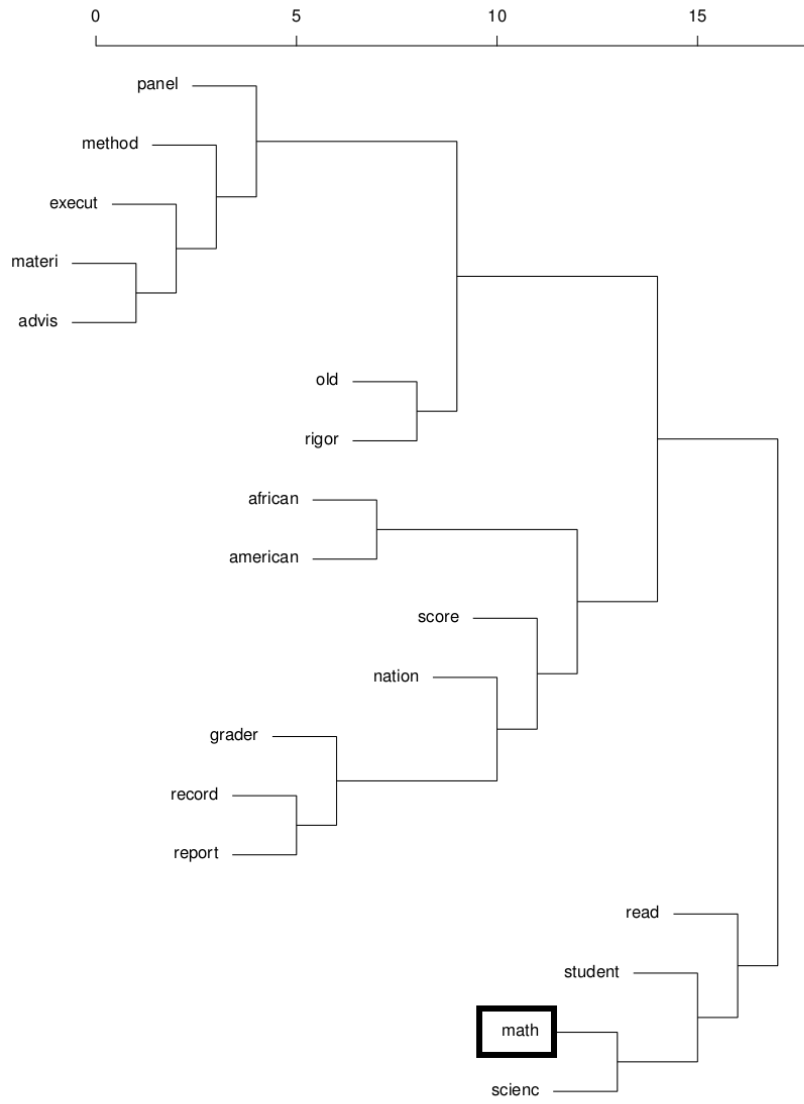 0 5 10 15
panel
method
execut
materi
advis
old
rigor
african
american
score
nation
grader
record
report
read
student
math
scienc